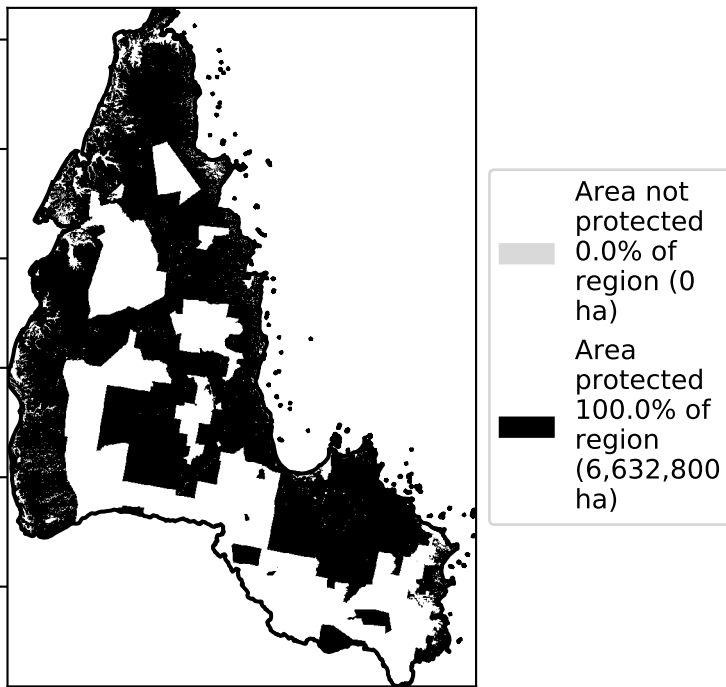 Area not
protected
0.0% of
region (0
ha)
Area
protected
100.0% of
region
(6,632,800
ha)